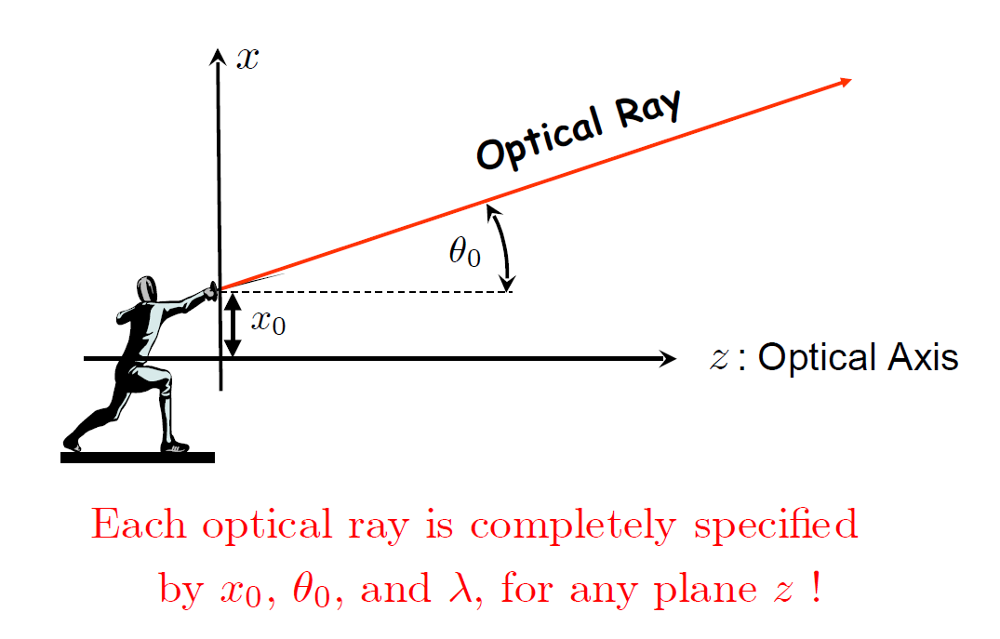 x
Optical Ray
θ₀
x₀
z : Optical Axis
Each optical ray is completely specified
by x₀, θ₀, and λ, for any plane z !